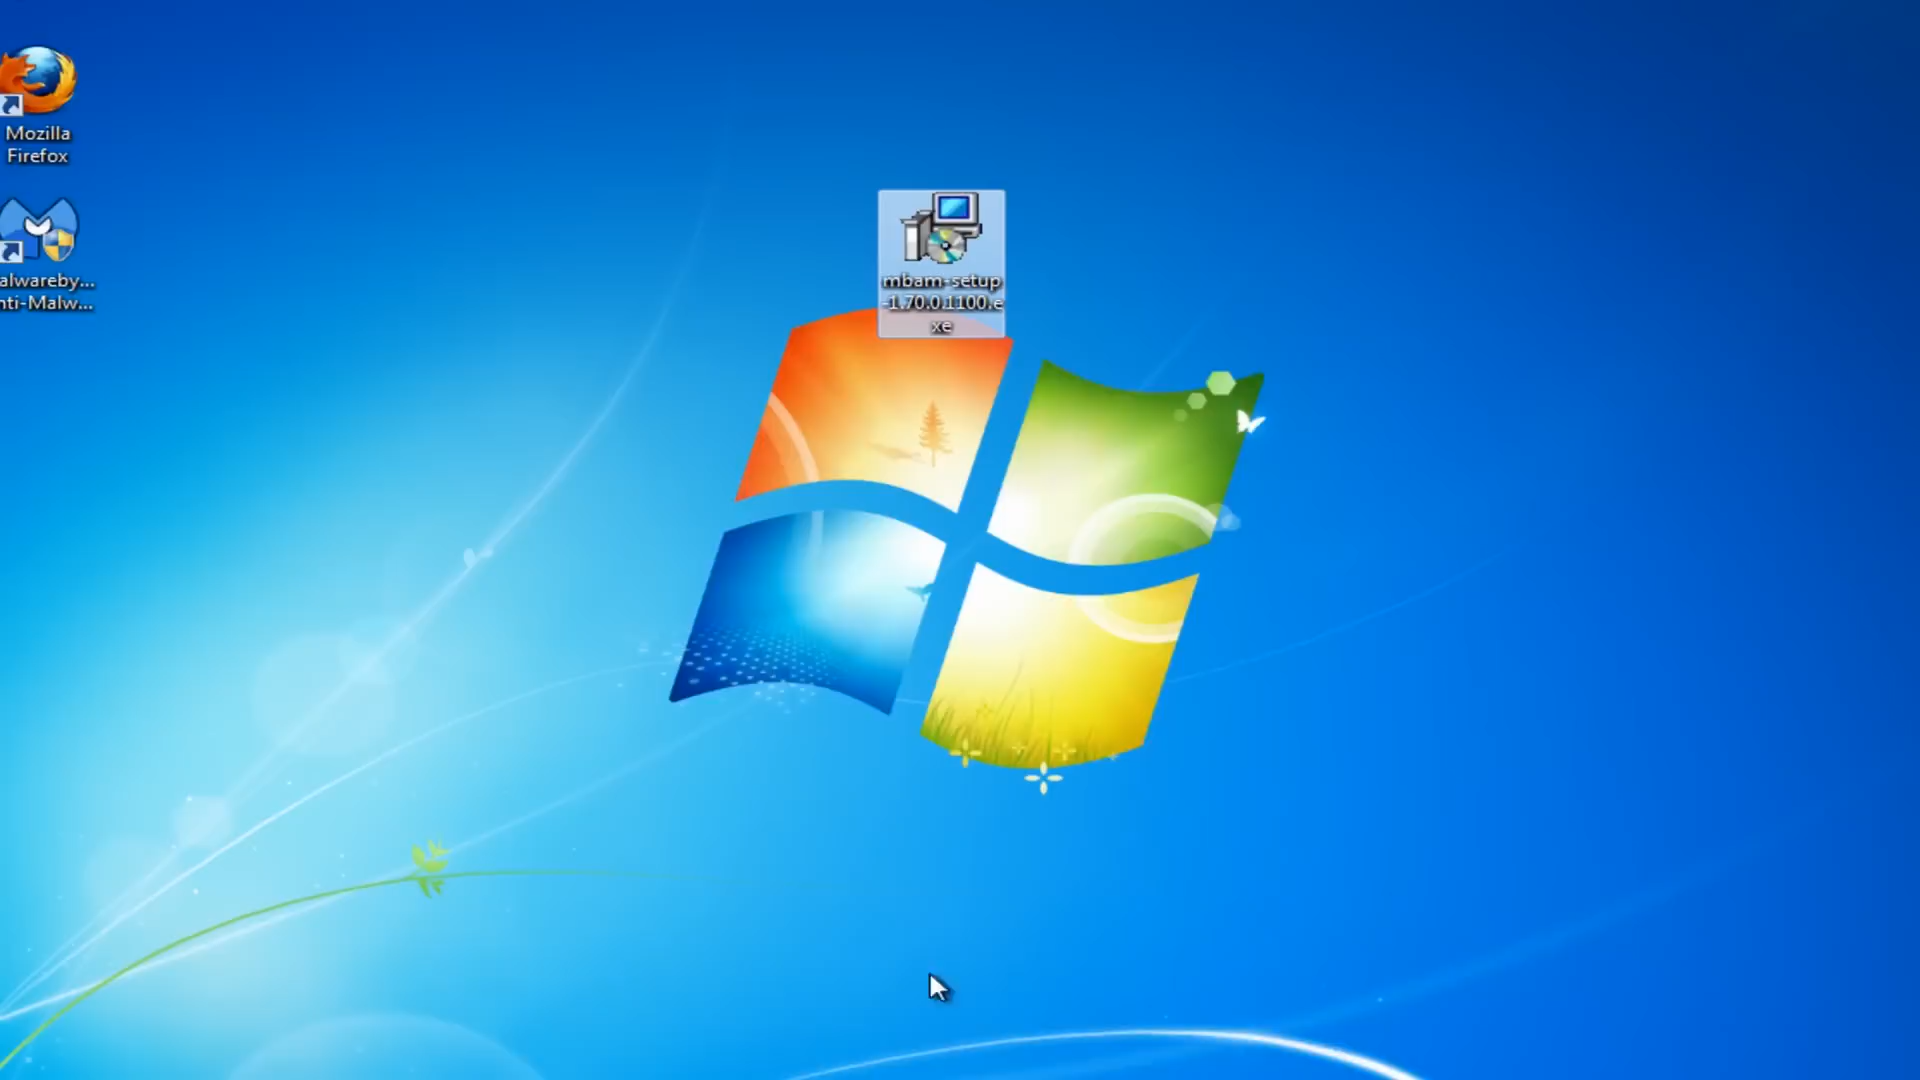 Mozilla
Firefox
alwareby...
nti-Malw...
mbam-setup
-1.70.0.1100.e
xe